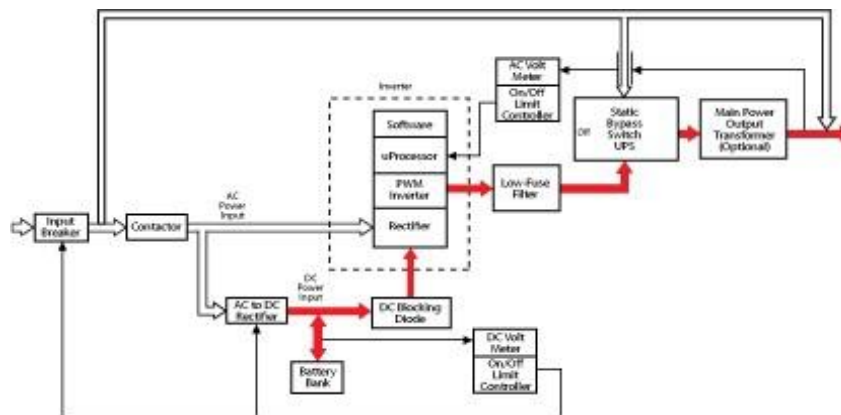 Inverter
Software
uProcessor
PWM
Inverter
Rectifier
AC Volt
Meter
On/Off
Limit
Controller
Off
Static
Bypass
Switch
UPS
Main Power
Output
Transformer
(Optional)
Low-Fuse
Filter
AC
Power
Input
Input
Breaker
Contactor
DC
Power
Input
AC to DC
Rectifier
DC Blocking
Diode
Battery
Bank
DC Volt
Meter
On/Off
Limit
Controller